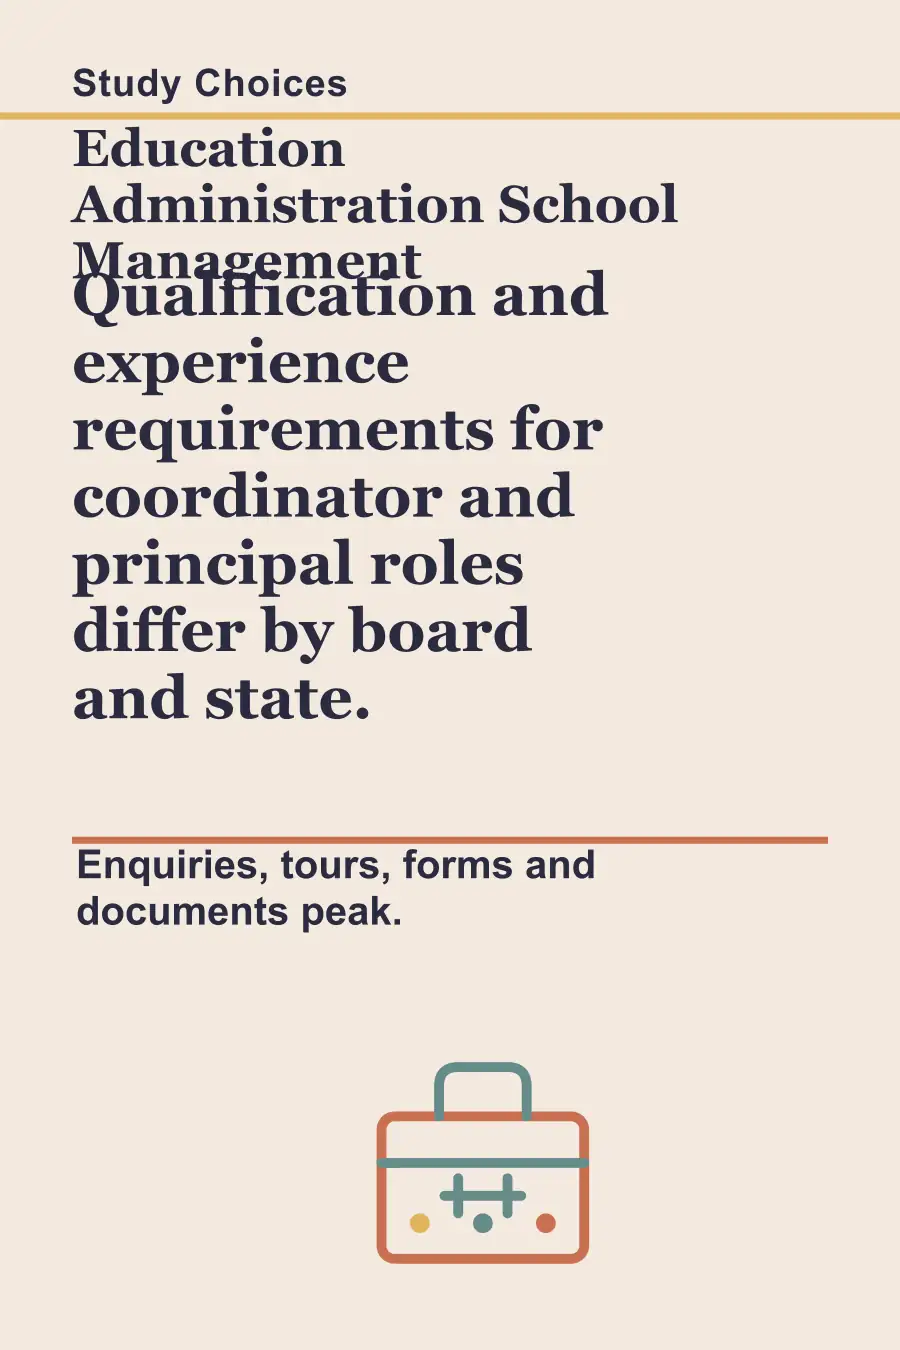 Study Choices
Education
Administration School
Management
Qualification and
experience
requirements for
coordinator and
principal roles
differ by board
and state.
Enquiries, tours, forms and
documents peak.